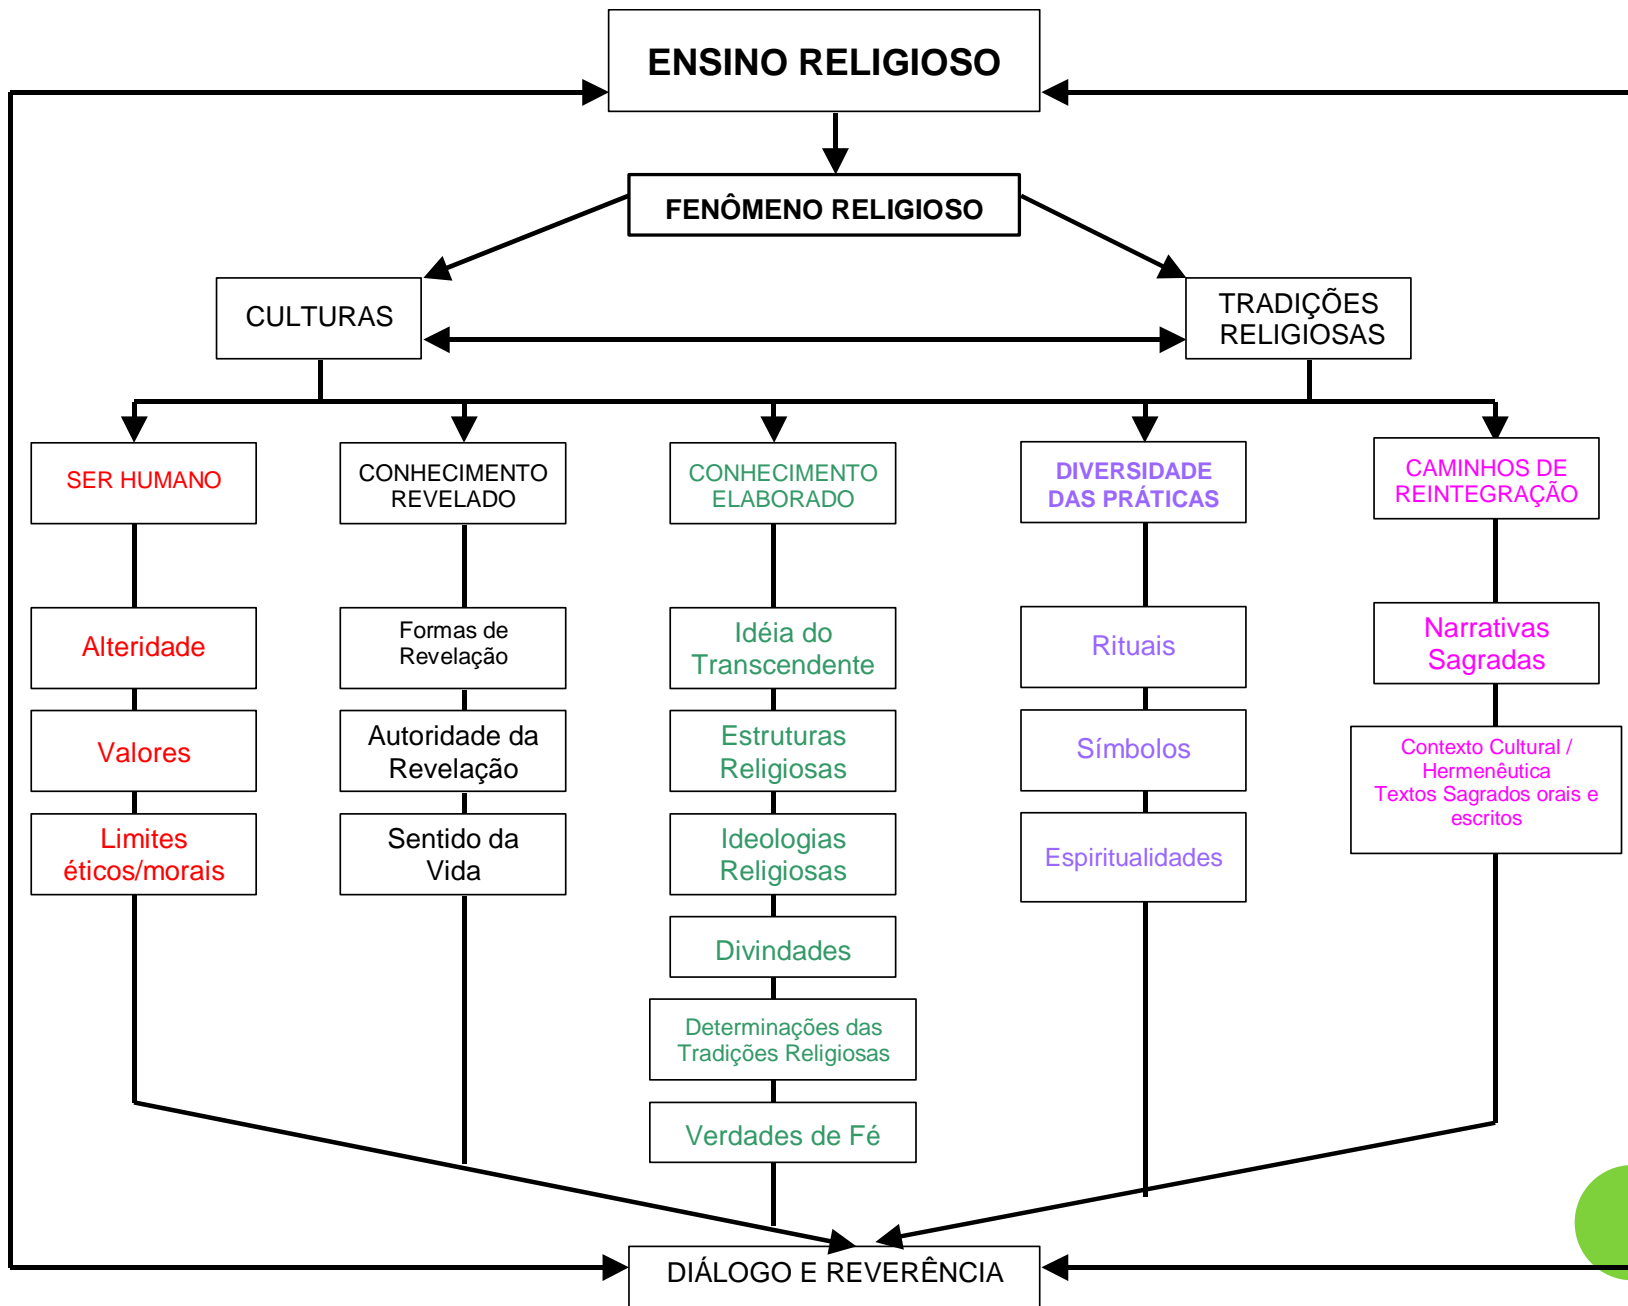 ENSINO RELIGIOSO
FENÔMENO RELIGIOSO
CULTURAS
TRADIÇÕES
RELIGIOSAS
SER HUMANO
CONHECIMENTO
REVELADO
CONHECIMENTO
ELABORADO
DIVERSIDADE
DAS PRÁTICAS
CAMINHOS DE
REINTEGRAÇÃO
Alteridade
Valores
Limites
éticos/morais
Formas de
Revelação
Autoridade da
Revelação
Sentido da
Vida
Idéia do
Transcendente
Estruturas
Religiosas
Ideologias
Religiosas
Divindades
Determinações das
Tradições Religiosas
Verdades de Fé
Rituais
Símbolos
Espiritualidades
Narrativas
Sagradas
Contexto Cultural /
Hermenêutica
Textos Sagrados orais e
escritos
DIÁLOGO E REVERÊNCIA